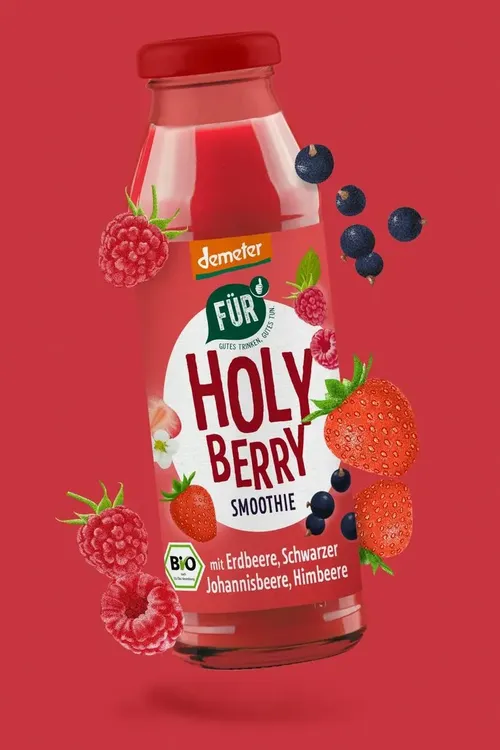 demeter
FÜR
GUTES TRINKEN, GUTES TUN.
HOLY
BERRY
SMOOTHIE
Bio
mit Erdbeere, Schwarzer
Johannisbeere, Himbeere